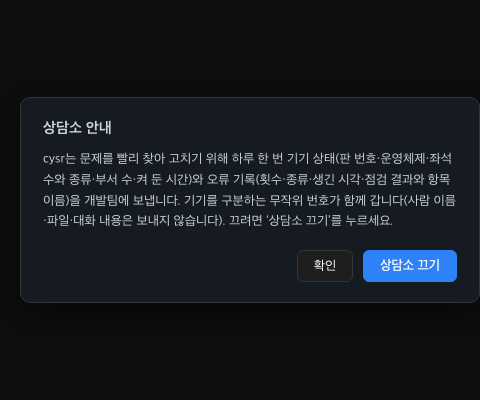 상담소 안내
cysr는 문제를 빨리 찾아 고치기 위해 하루 한 번 기기 상태(판 번호·운영체제·좌석
수와 종류·부서 수·켜 둔 시간)와 오류 기록(횟수·종류·생긴 시각·점검 결과와 항목
이름)을 개발팀에 보냅니다. 기기를 구분하는 무작위 번호가 함께 갑니다(사람 이름
·파일·대화 내용은 보내지 않습니다). 끄려면 '상담소 끄기'를 누르세요.
확인
상담소 끄기